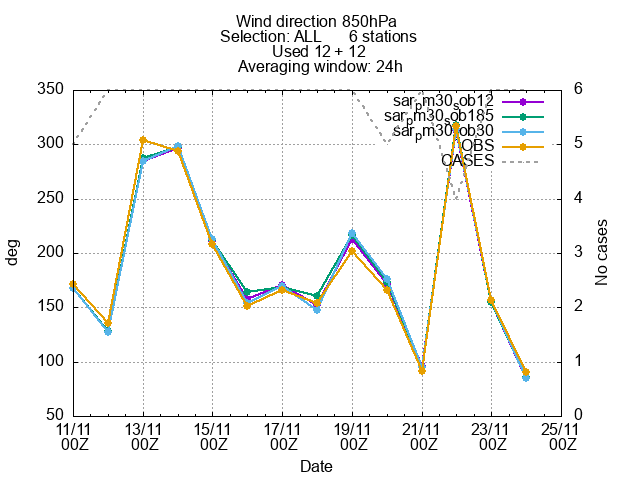 Wind direction 850hPa
Selection: ALL 6 stations
Used 12 + 12
Averaging window: 24h
350
300
250
200
150
100
50
deg
6
5
4
3
2
1
0
No cases
sar_pm30_sob12
sar_pm30_sob185
sar_pm30_sob30
OBS
CASES
11/11 13/11 15/11 17/11 19/11 21/11 23/11 25/11
00Z 00Z 00Z 00Z 00Z 00Z 00Z 00Z
Date